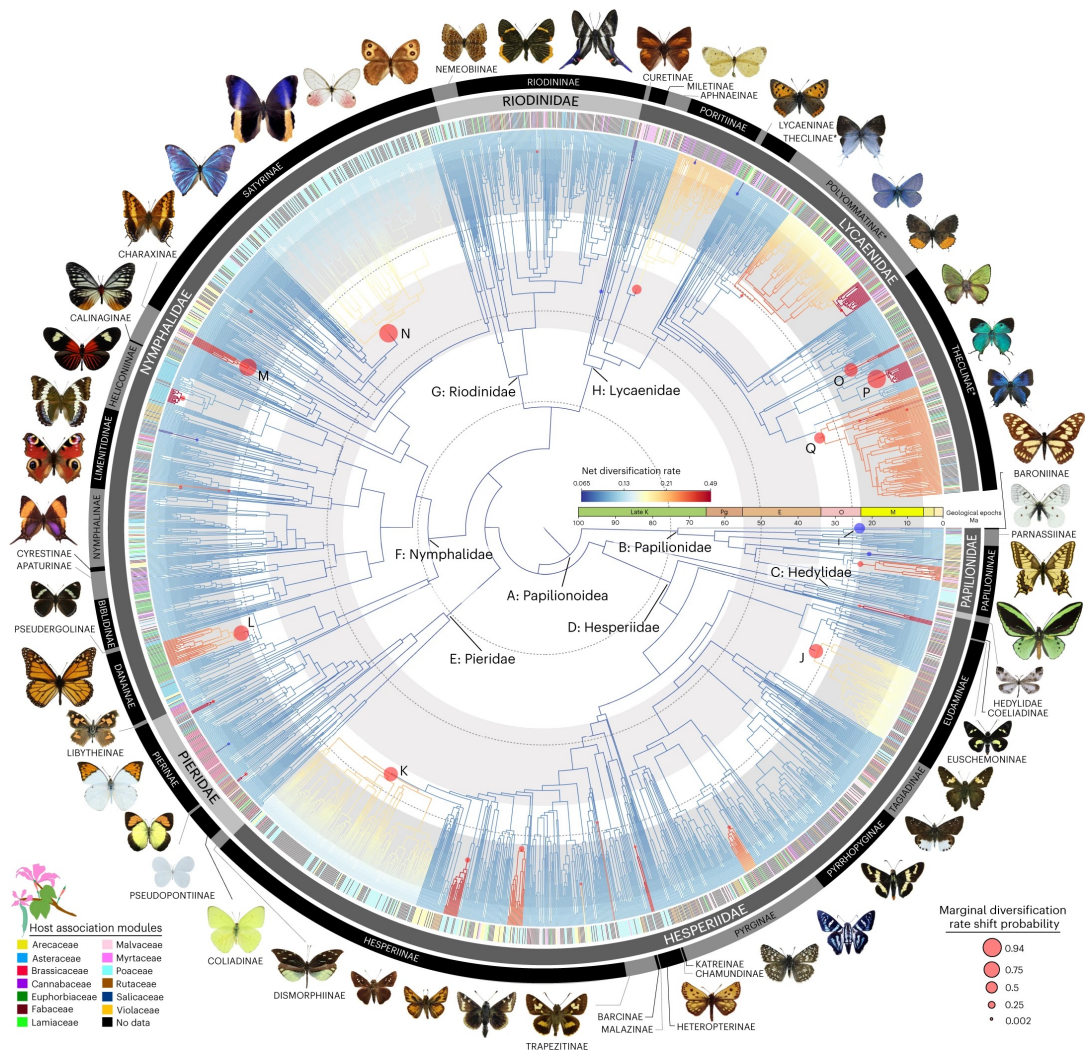 NEMEOBIINAE
RIODININAE
CURETINAE
MILETINAE
APHNAEINAE
RIODINIDAE
PORITIINAE
LYCAENINAE
THECLINAE*
SATYRINAE
POLYOMMATINAE*
LYCAENIDAE
CHARAXINAE
CALINAGINAE
NYMPHALIDAE
HELICONIINAE
THECLINAE*
N
M
O
P
Q
G: Riodinidae
H: Lycaenidae
LIMENITIDINAE
BARONIINAE
Net diversification rate
0.065
0.13
0.21
0.49
Late K
Pg
E
O
M
Geological epochs
Ma
100
90
80
70
60
50
40
30
20
10
0
NYMPHALINAE
CYRESTINAE
APATURINAE
PARNASSIINAE
F: Nymphalidae
B: Papilionidae
I
C: Hedylidae
PAPILIONIDAE
PAPILIONINAE
A: Papilionoidea
D: Hesperiidae
E: Pieridae
PSEUDERGOLINAE
BIBLIDINAE
L
J
K
DANAINAE
LIBYTHEINAE
HEDYLIDAE
COELIADINAE
EUDAMINAE
EUSCHEMONINAE
PIERIDAE
PIERINAE
TAGIADINAE
PSEUDOPONTIINAE
PYRRHOPYGINAE
COLIADINAE
DISMORPHIINAE
HESPERIINAE
HESPERIIDAE
PYRGINAE
KATREINAE
CHAMUNDINAE
BARCINAE
MALAZINAE
HETEROPTERINAE
TRAPEZITINAE
Host association modules
Arecaceae
Asteraceae
Brassicaceae
Cannabaceae
Euphorbiaceae
Fabaceae
Lamiaceae
Malvaceae
Myrtaceae
Poaceae
Rutaceae
Salicaceae
Violaceae
No data
Marginal diversification
rate shift probability
0.94
0.75
0.5
0.25
0.002